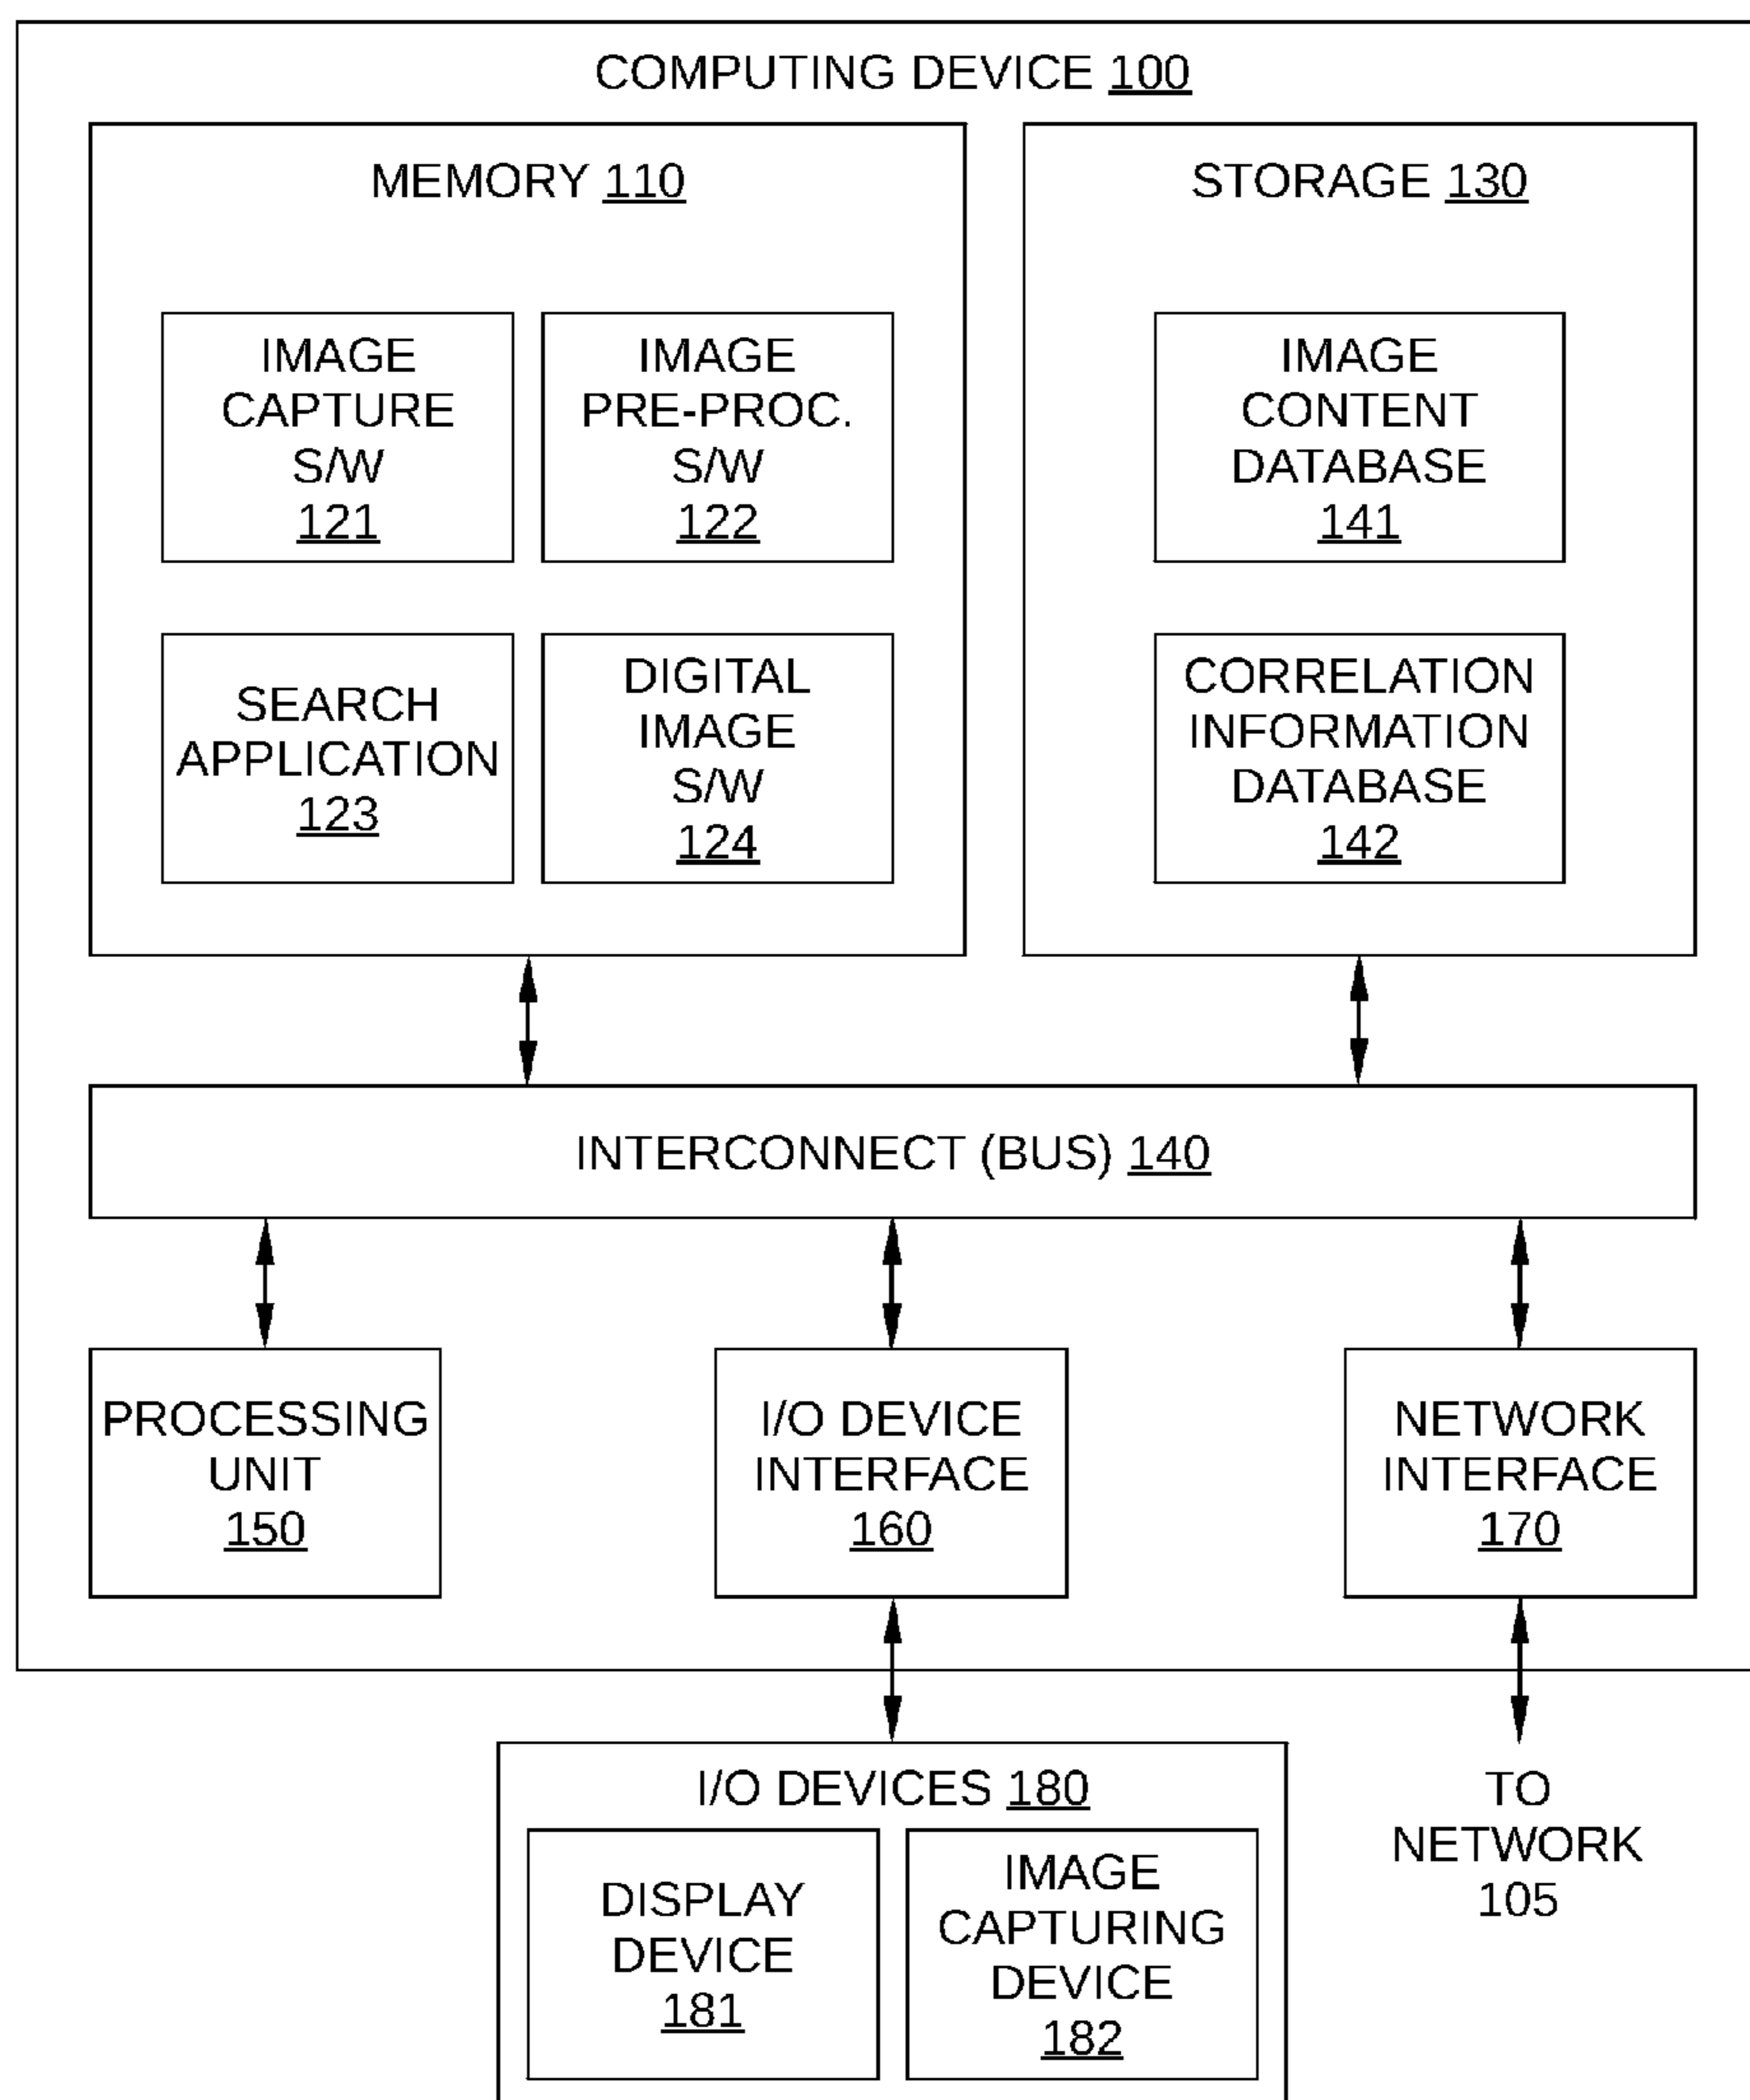 COMPUTING DEVICE 100
MEMORY 110
IMAGE
CAPTURE
S/W
121
IMAGE
PRE-PROC.
S/W
122
SEARCH
APPLICATION
123
DIGITAL
IMAGE
S/W
124
STORAGE 130
IMAGE
CONTENT
DATABASE
141
CORRELATION
INFORMATION
DATABASE
142
INTERCONNECT (BUS) 140
PROCESSING
UNIT
150
I/O DEVICE
INTERFACE
160
NETWORK
INTERFACE
170
I/O DEVICES 180
DISPLAY
DEVICE
181
IMAGE
CAPTURING
DEVICE
182
TO
NETWORK
105